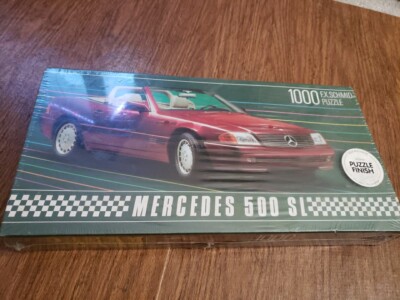 1000 F.X. SCHMID
PUZZLE
PUZZLE
FINISH
MERCEDES 500 SL